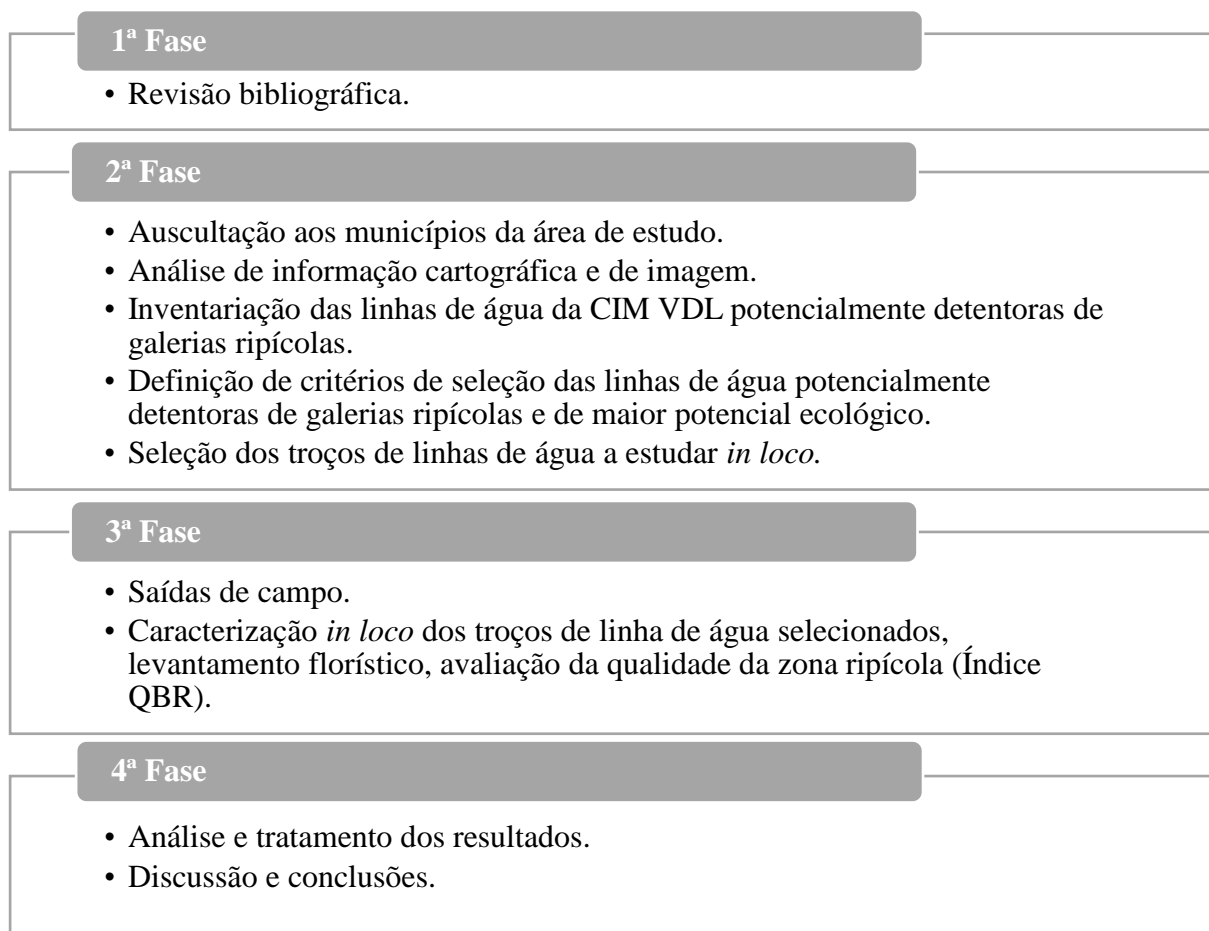 1ª Fase
• Revisão bibliográfica.
2ª Fase
• Auscultação aos municípios da área de estudo.
• Análise de informação cartográfica e de imagem.
• Inventariação das linhas de água da CIM VDL potencialmente detentoras de
galerias ripícolas.
• Definição de critérios de seleção das linhas de água potencialmente
detentoras de galerias ripícolas e de maior potencial ecológico.
• Seleção dos troços de linhas de água a estudar in loco.
3ª Fase
• Saídas de campo.
• Caracterização in loco dos troços de linha de água selecionados,
levantamento florístico, avaliação da qualidade da zona ripícola (Índice
QBR).
4ª Fase
• Análise e tratamento dos resultados.
• Discussão e conclusões.